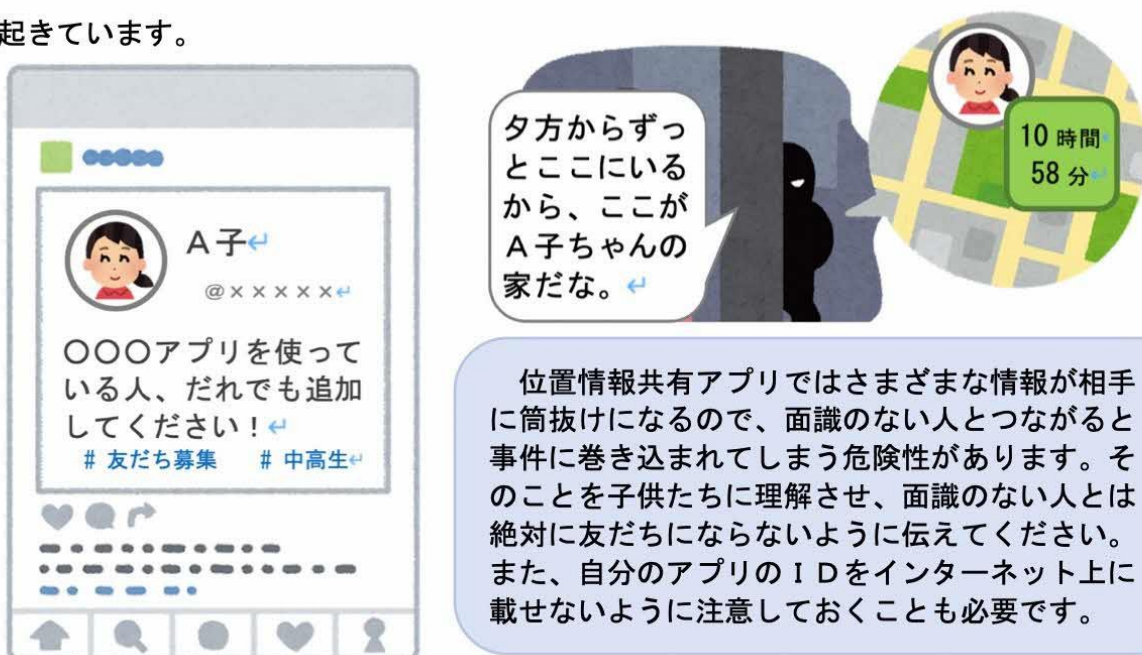 起きています。
A子↵
@×××××↵
〇〇〇アプリを使って
いる人、だれでも追加
してください！↵
# 友だち募集 # 中高生↵
夕方からずっ
とここにいる
から、ここが
A子ちゃんの
家だな。↵
10 時間
58 分↵
位置情報共有アプリではさまざまな情報が相手
に筒抜けになるので、面識のない人とつながると
事件に巻き込まれてしまう危険性があります。そ
のことを子供たちに理解させ、面識のない人とは
絶対に友だちにならないように伝えてください。
また、自分のアプリのＩＤをインターネット上に
載せないように注意しておくことも必要です。